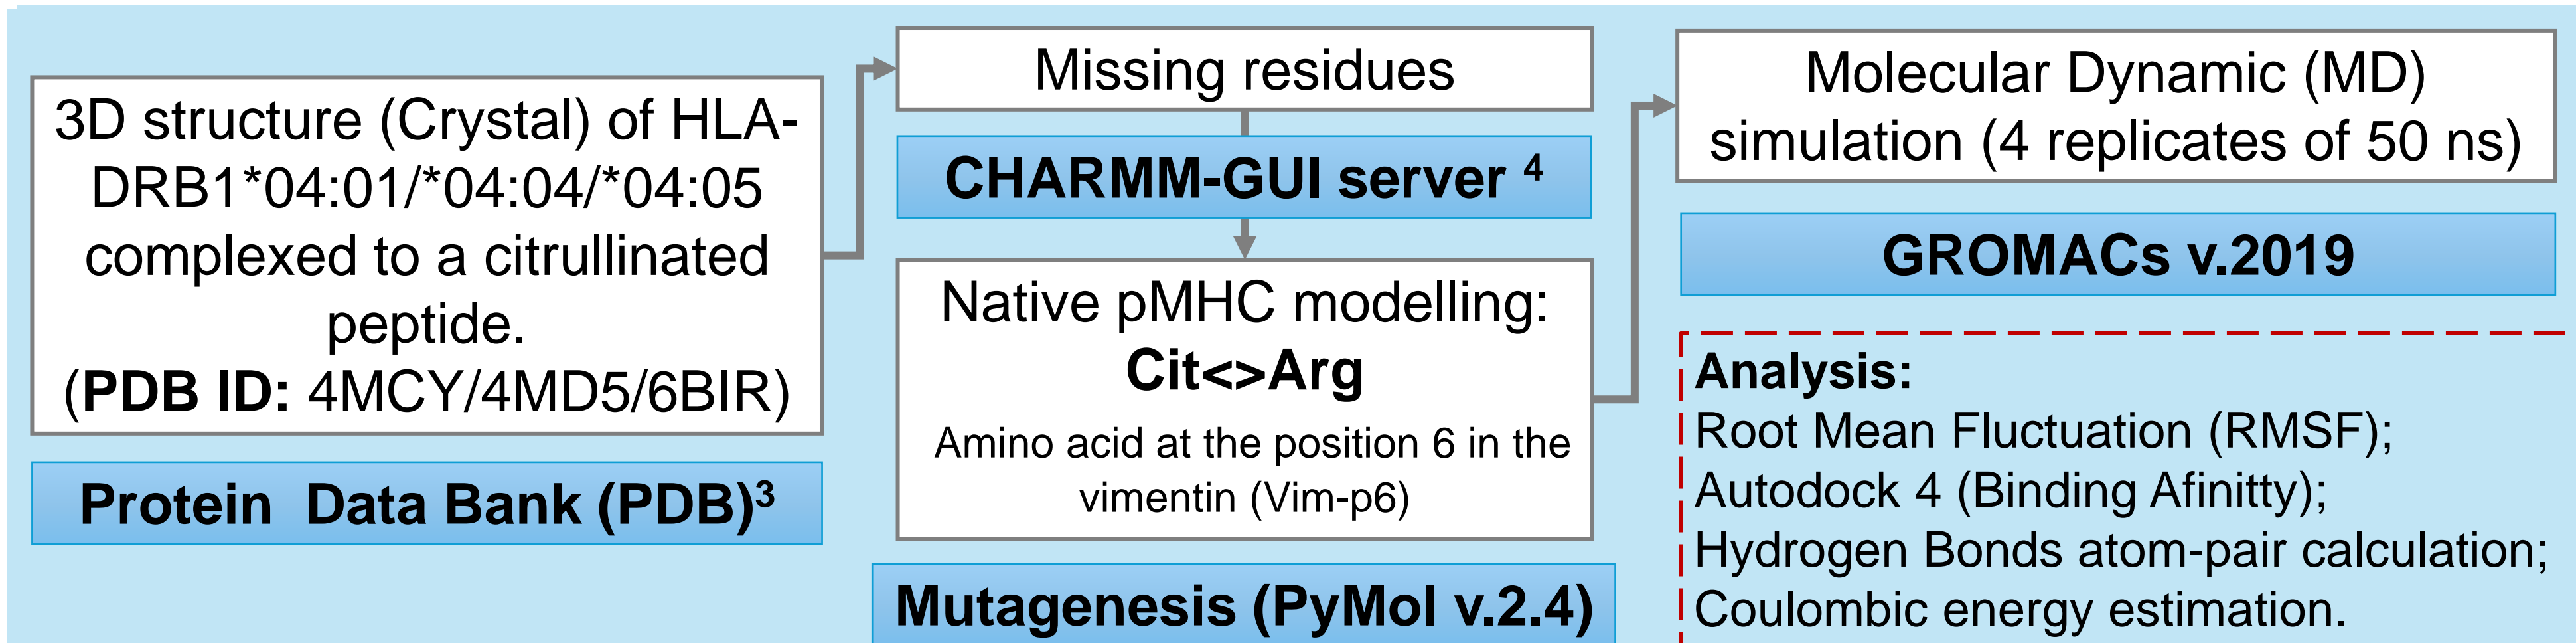 3D structure (Crystal) of HLA-
DRB1*04:01/*04:04/*04:05
complexed to a citrullinated
peptide.
(PDB ID: 4MCY/4MD5/6BIR)
Protein Data Bank (PDB)3
Missing residues
CHARMM-GUI server 4
Native pMHC modelling:
Cit<>Arg
Amino acid at the position 6 in the
vimentin (Vim-p6)
Mutagenesis (PyMol v.2.4)
Molecular Dynamic (MD)
simulation (4 replicates of 50 ns)
GROMACs v.2019
Analysis:
Root Mean Fluctuation (RMSF);
Autodock 4 (Binding Afinitty);
Hydrogen Bonds atom-pair calculation;
Coulombic energy estimation.